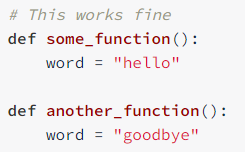 # This works fine
def some_function():
    word = "hello"

def another_function():
    word = "goodbye"